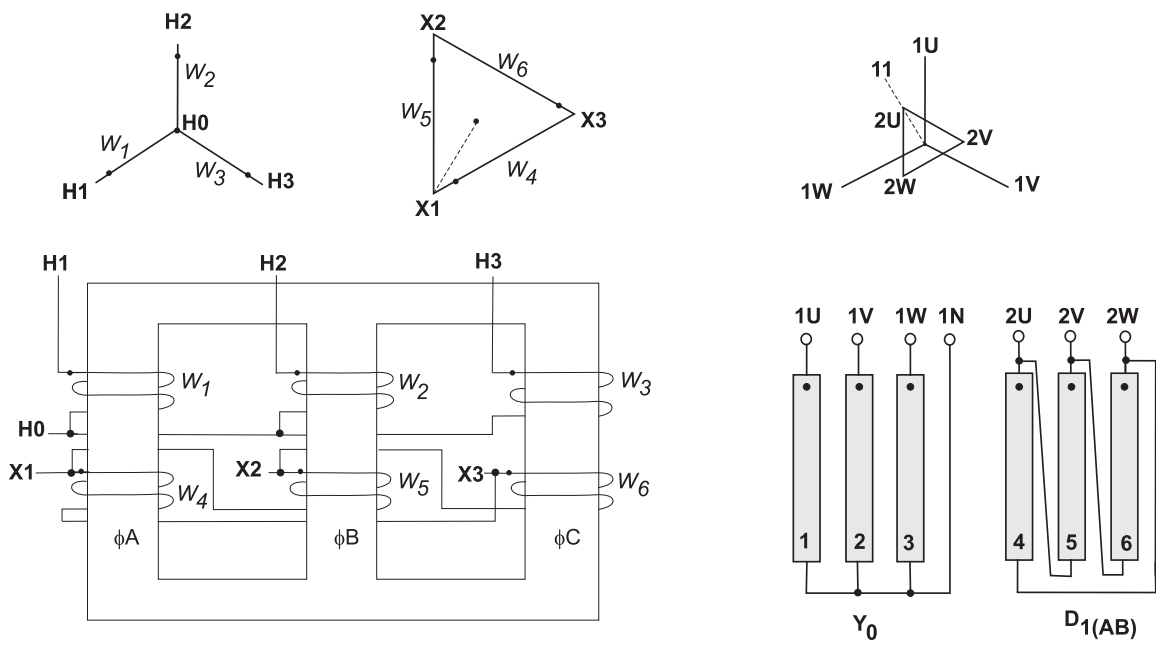 H2
W2
H0
W1
W3
H1
H3
X2
W6
W5
X3
W4
X1
1U
11
2U
2V
2W
1W
1V
H1
H2
H3
W1
W2
W3
H0
X1
X2
X3
W4
W5
W6
ϕA
ϕB
ϕC
1U 1V 1W 1N
1 2 3
Y0
2U 2V 2W
4 5 6
D1(AB)